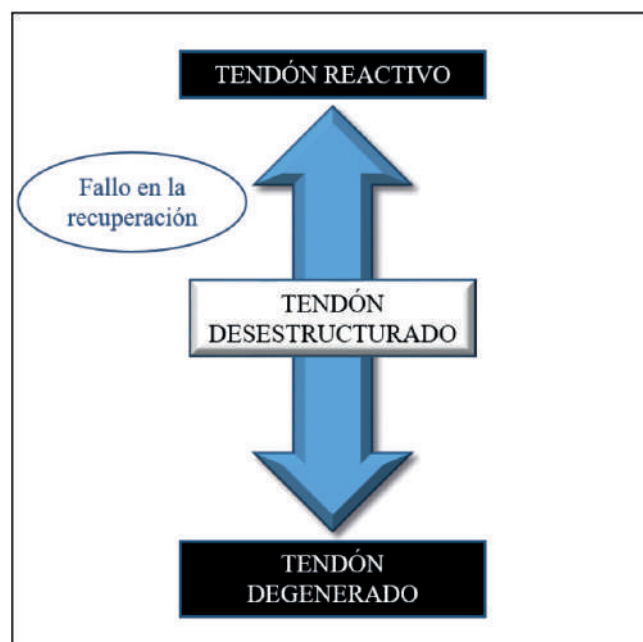 TENDÓN REACTIVO
Fallo en la
recuperación
TENDÓN
DESESTRUCTURADO
TENDÓN
DEGENERADO